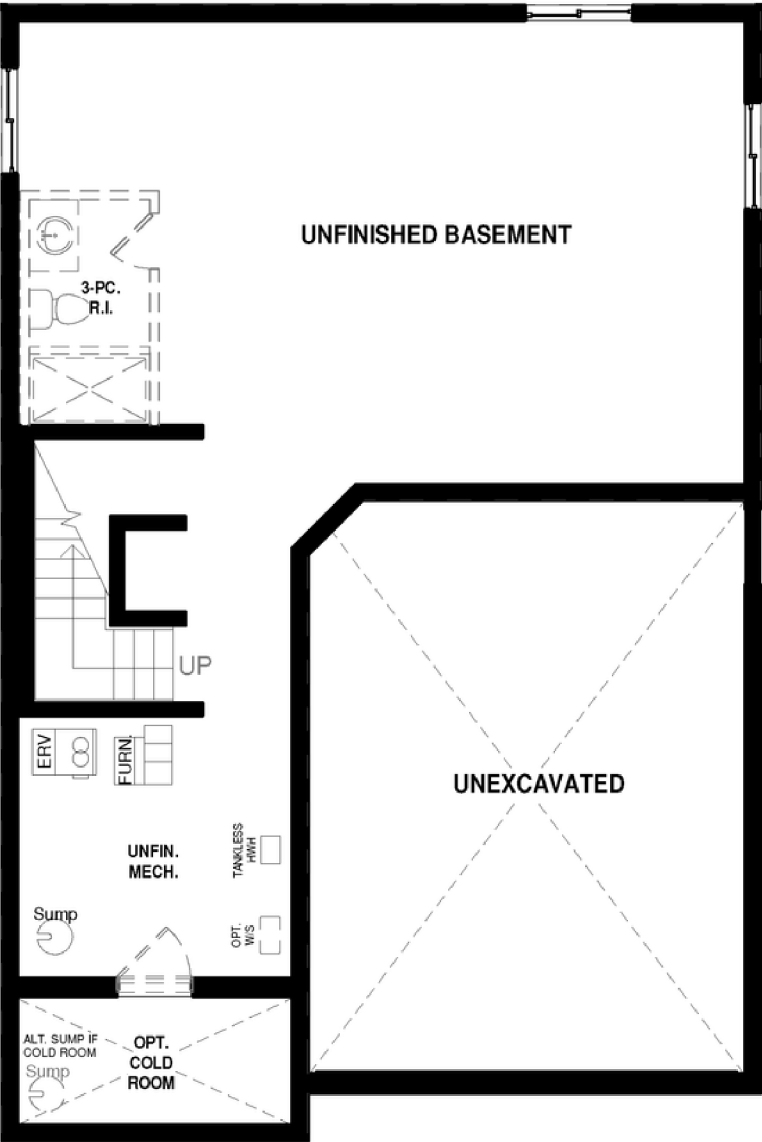 UNFINISHED BASEMENT
3-PC.
R.I.
UP
ERV
FURN.
UNEXCAVATED
TANKLESS
HWH
UNFIN.
MECH.
Sump
OPT.
W/S
ALT. SUMP IF
COLD ROOM
Sump
OPT.
COLD
ROOM